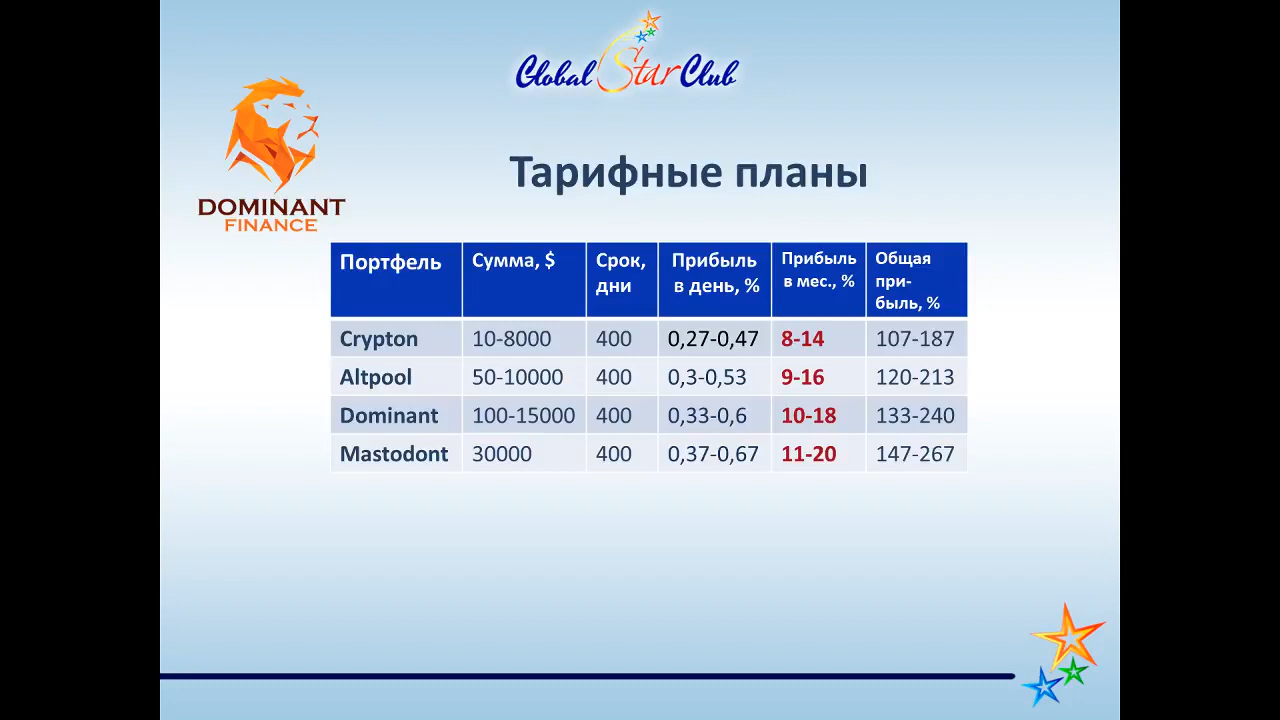 Global Star Club
DOMINANT
FINANCE
Тарифные планы
Портфель Сумма, $ Срок, дни Прибыль в день, % Прибыль в мес., % Общая при-быль, %
Crypton 10-8000 400 0,27-0,47 8-14 107-187
Altpool 50-10000 400 0,3-0,53 9-16 120-213
Dominant 100-15000 400 0,33-0,6 10-18 133-240
Mastodont 30000 400 0,37-0,67 11-20 147-267